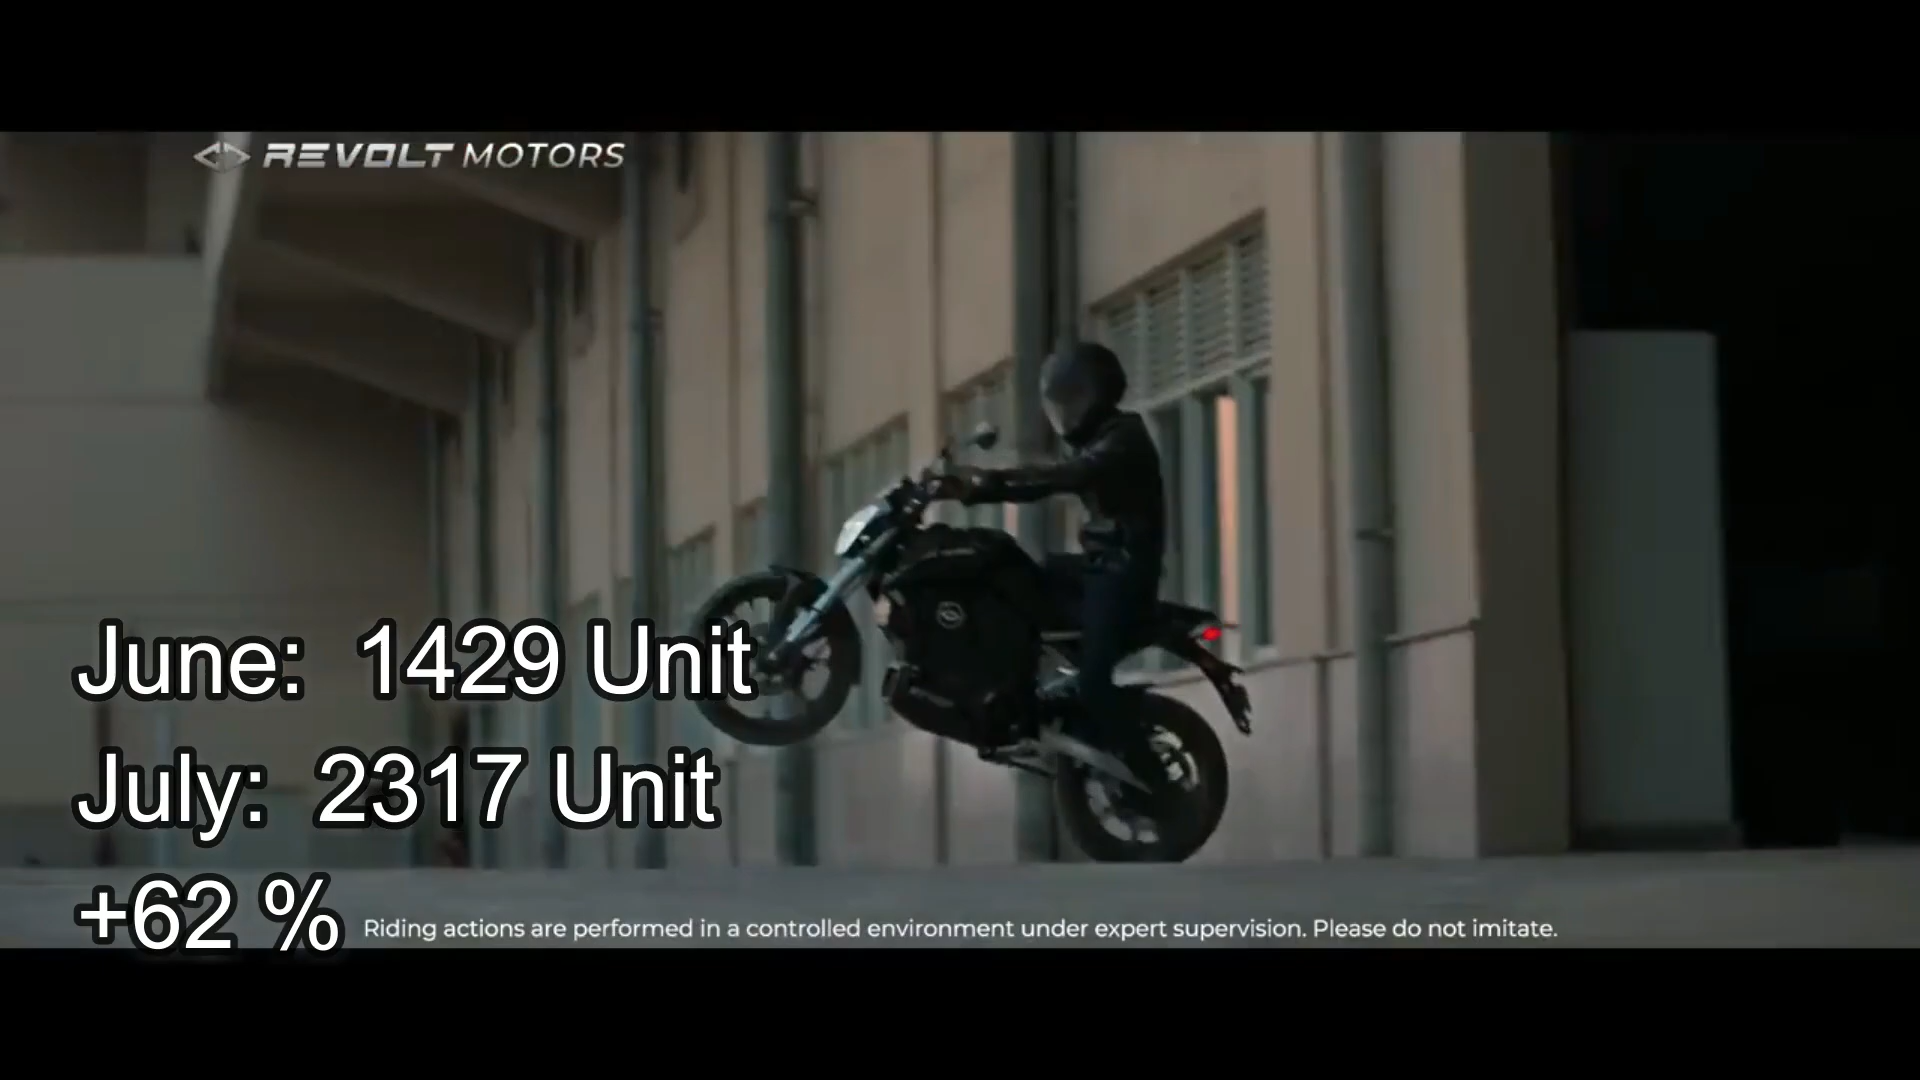 REVOLT MOTORS
June: 1429 Unit
July: 2317 Unit
+62 %
Riding actions are performed in a controlled environment under expert supervision. Please do not imitate.